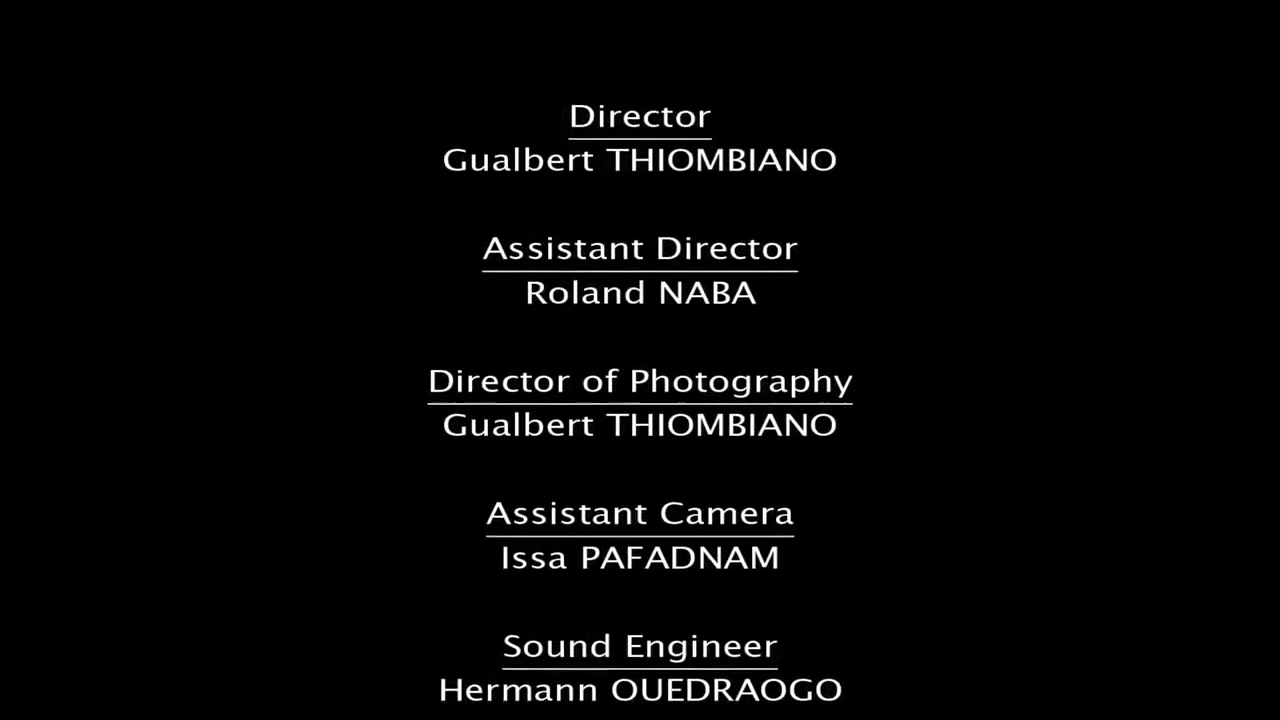 Director
Gualbert THIOMBIANO
Assistant Director
Roland NABA
Director of Photography
Gualbert THIOMBIANO
Assistant Camera
Issa PAFADNAM
Sound Engineer
Hermann OUEDRAOGO